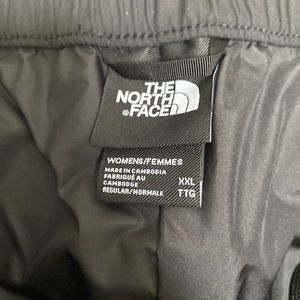 THE
NORTH
®FACE
WOMENS/FEMMES
MADE IN CAMBODIA
FABRIQUÉ AU
CAMBODGE
REGULAR/NORMALE
XXL
TTG